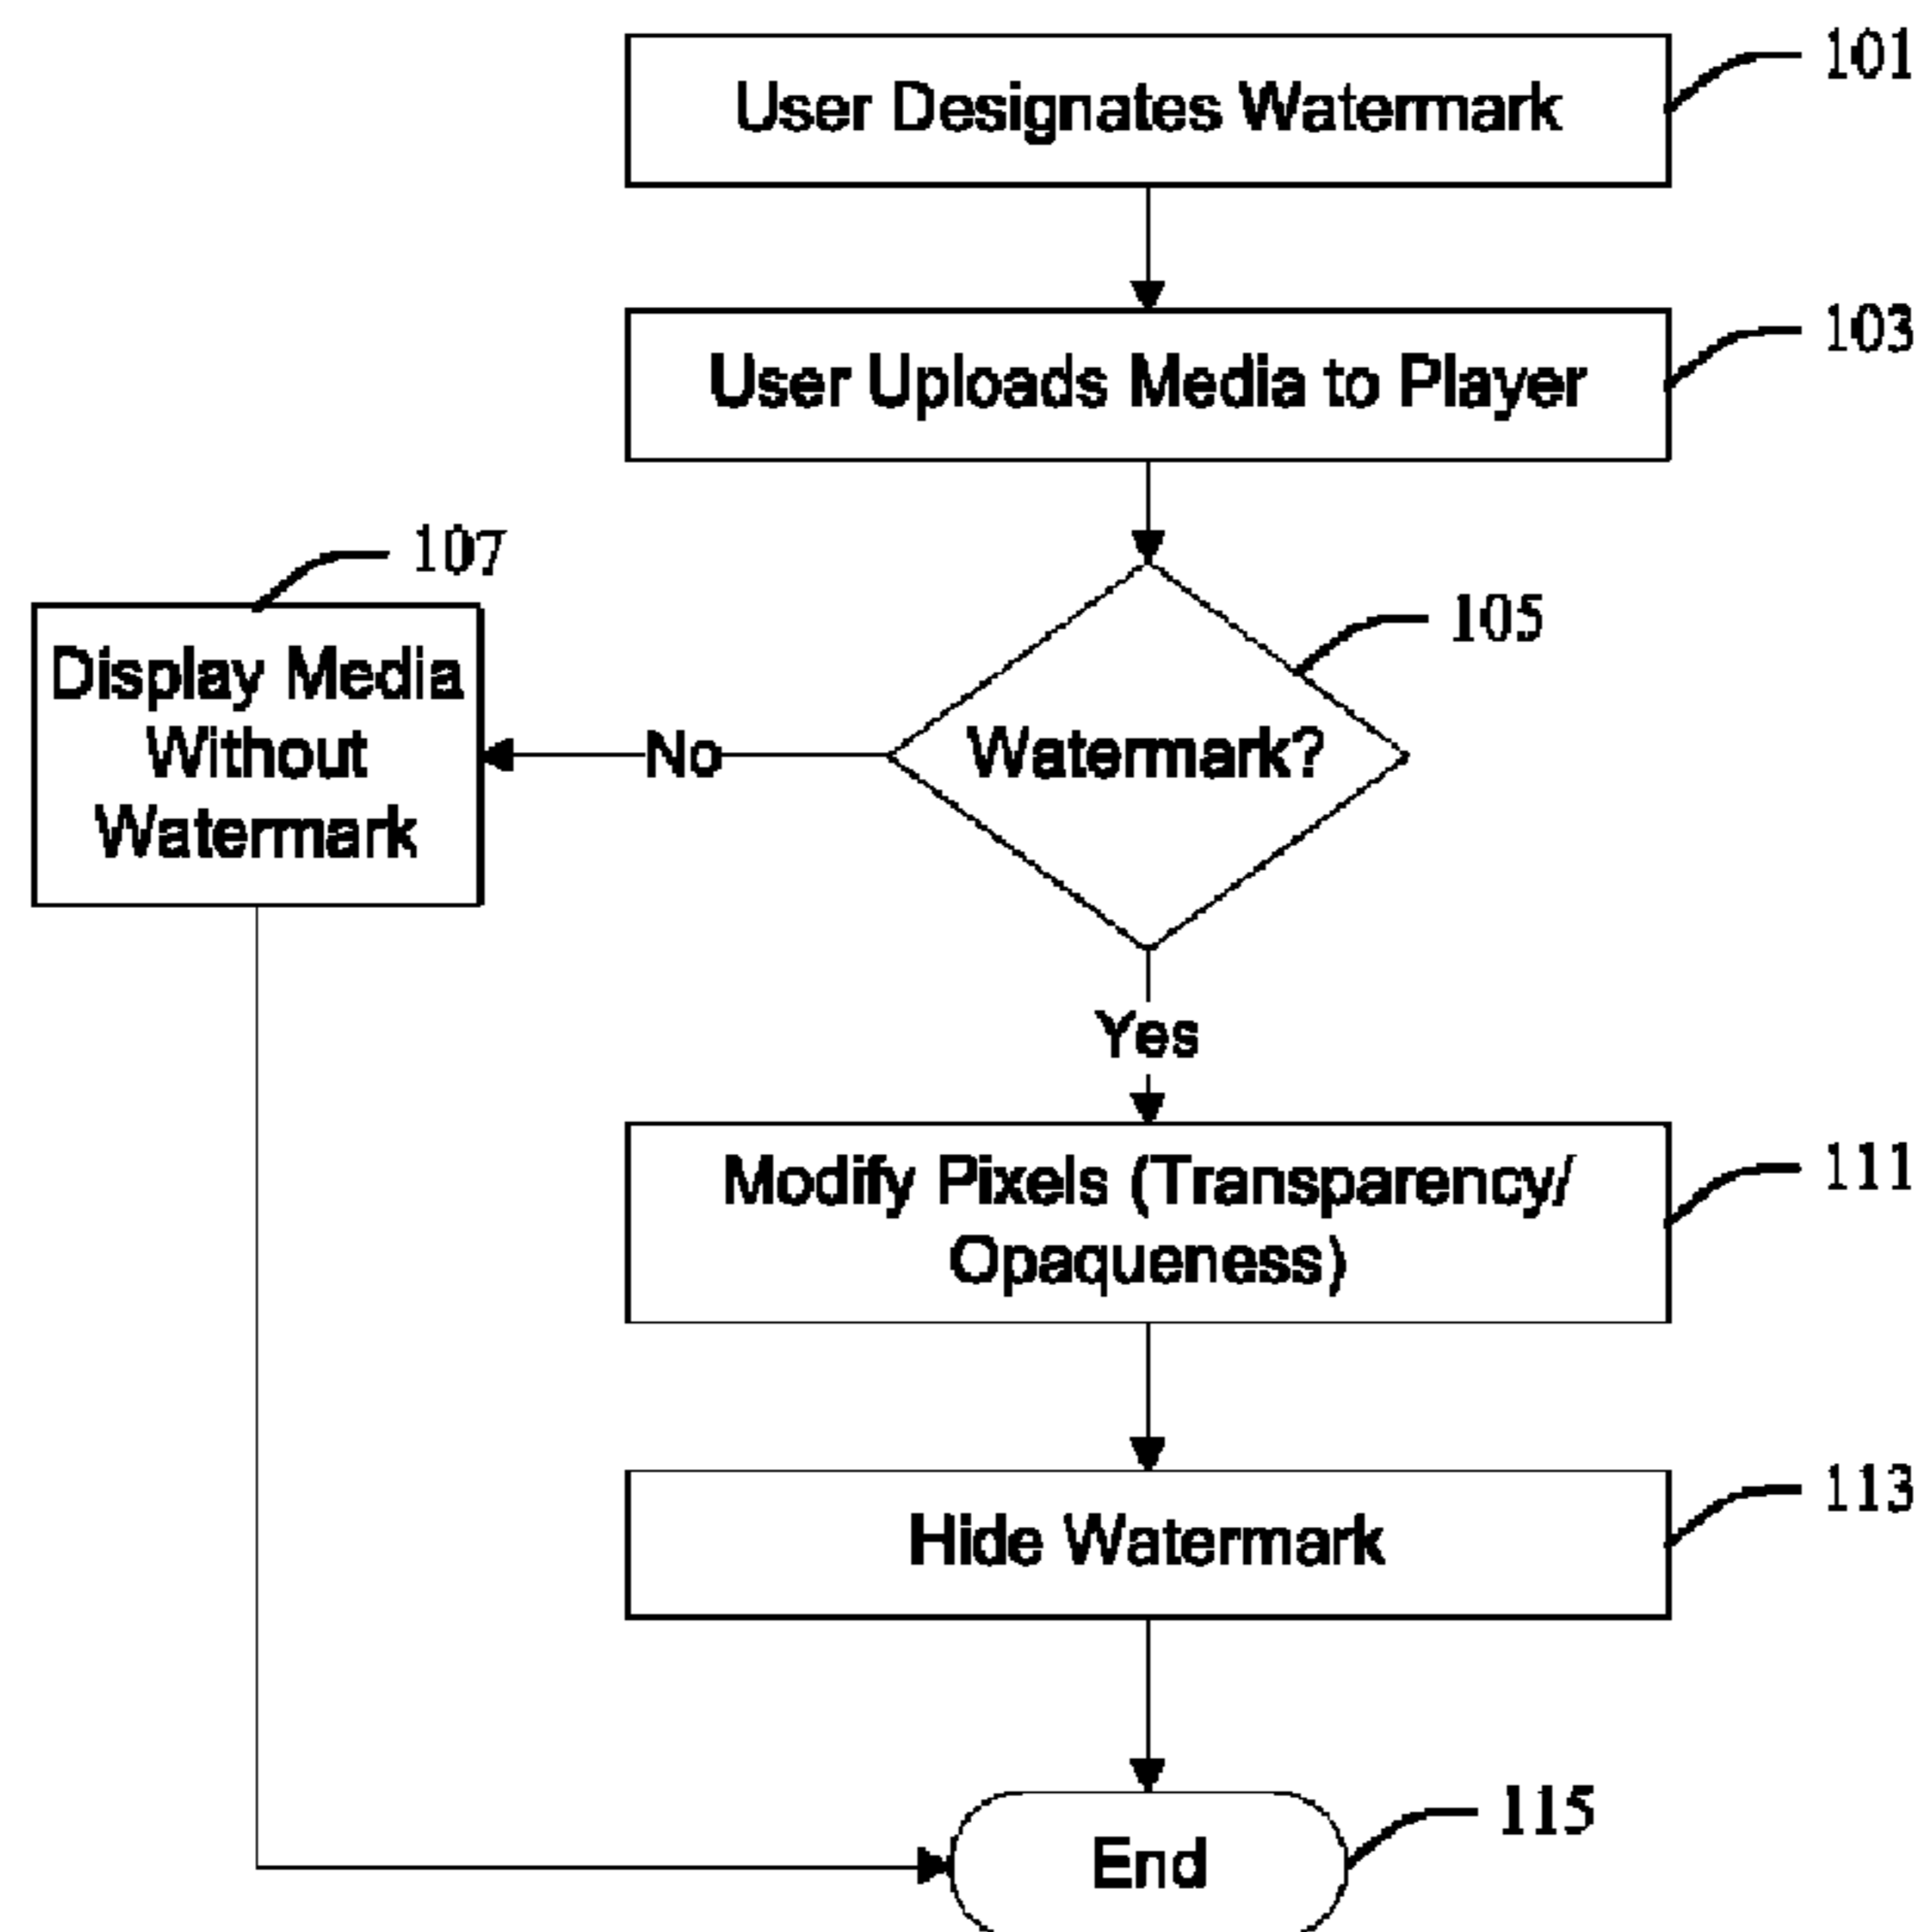 User Designates Watermark
101
User Uploads Media to Player
103
107
Display Media
Without
Watermark
No
Watermark?
105
Yes
Modify Pixels (Transparency/
Opaqueness)
111
Hide Watermark
113
End
115